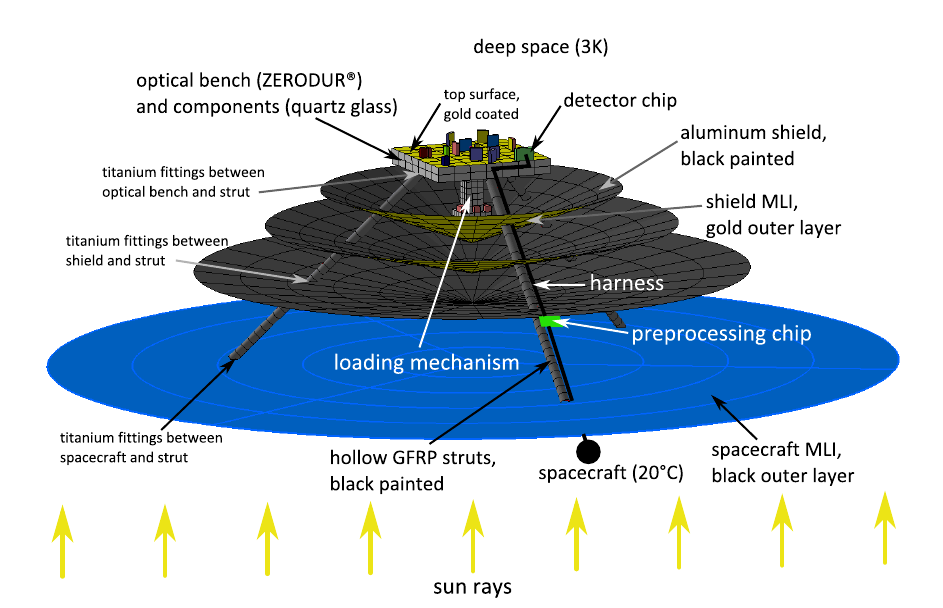 deep space (3K)
optical bench (ZERODUR®)
and components (quartz glass)
top surface,
gold coated
detector chip
aluminum shield,
black painted
titanium fittings between
optical bench and strut
shield MLI,
gold outer layer
titanium fittings between
shield and strut
harness
preprocessing chip
loading mechanism
titanium fittings between
spacecraft and strut
hollow GFRP struts,
black painted
spacecraft (20°C)
spacecraft MLI,
black outer layer
sun rays